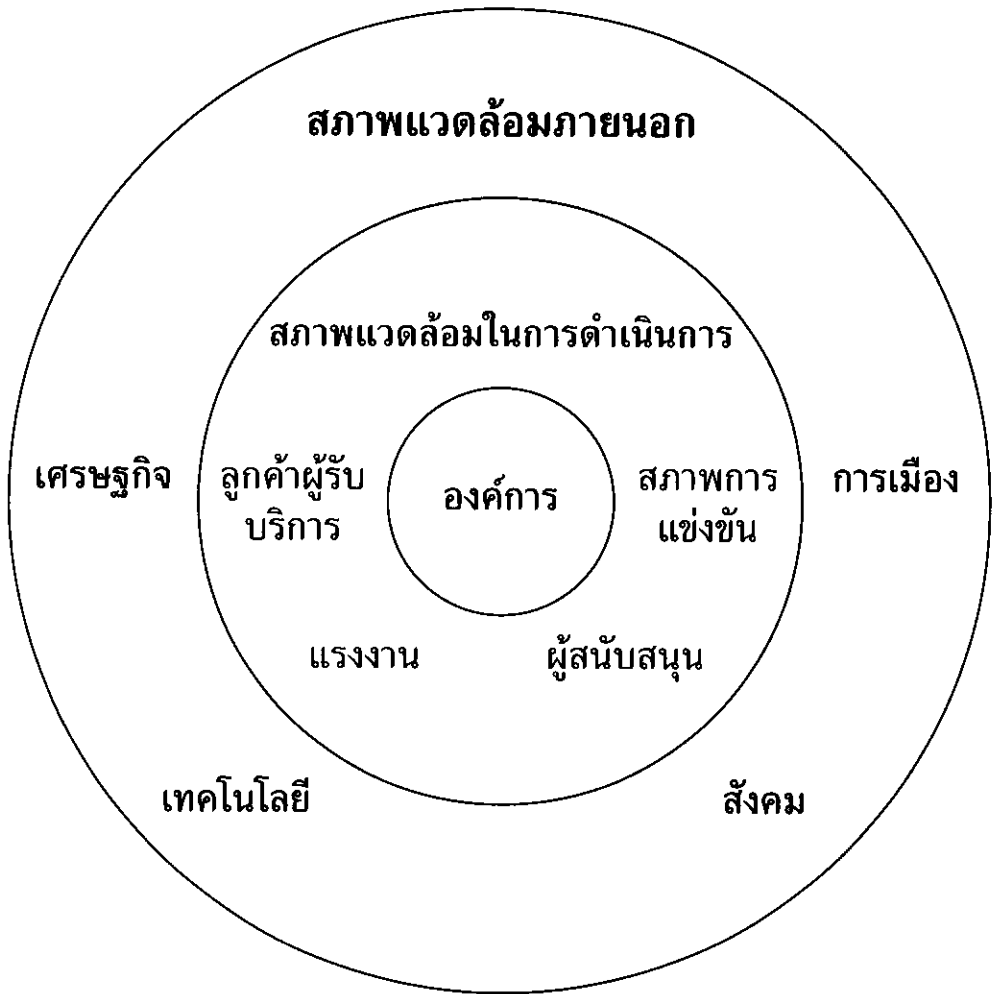 สภาพแวดล้อมภายนอก
สภาพแวดล้อมในการดำเนินการ
เศรษฐกิจ
ลูกค้าผู้รับ
บริการ
องค์การ
สภาพการ
แข่งขัน
การเมือง
แรงงาน
ผู้สนับสนุน
เทคโนโลยี
สังคม